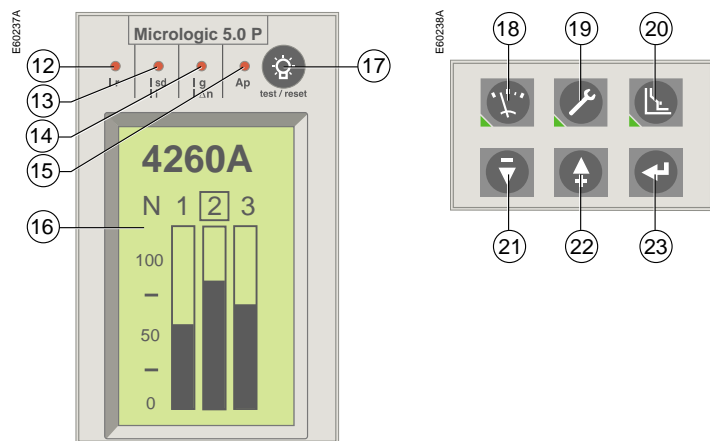 E60237A
Micrologic 5.0 P
12
13
14
15
16
17
Ir
Isd
Ii
Ig
I∆n
Ap
test / reset
4260A
N 1 2 3
100
50
0
E60238A
18 19 20
21 22 23